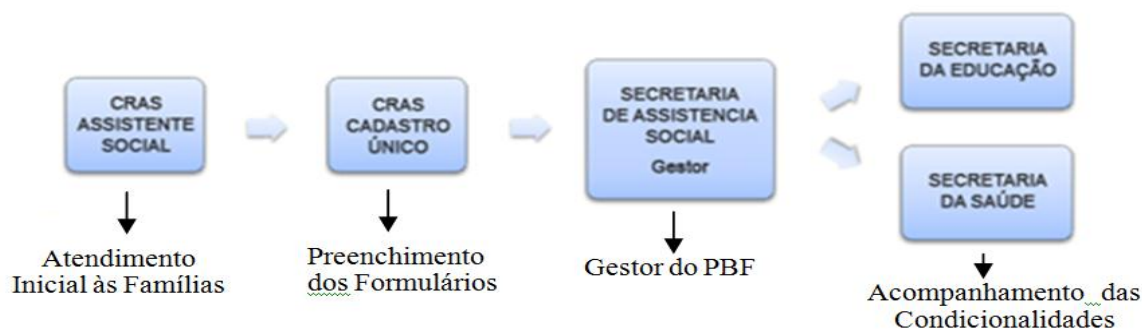 CRAS
ASSISTENTE
SOCIAL
Atendimento
Inicial às Famílias
CRAS
CADASTRO
ÚNICO
Preenchimento
dos Formulários
SECRETARIA
DE ASSISTENCIA
SOCIAL
Gestor
Gestor do PBF
SECRETARIA
DA EDUCAÇÃO
SECRETARIA
DA SAÚDE
Acompanhamento das
Condicionalidades